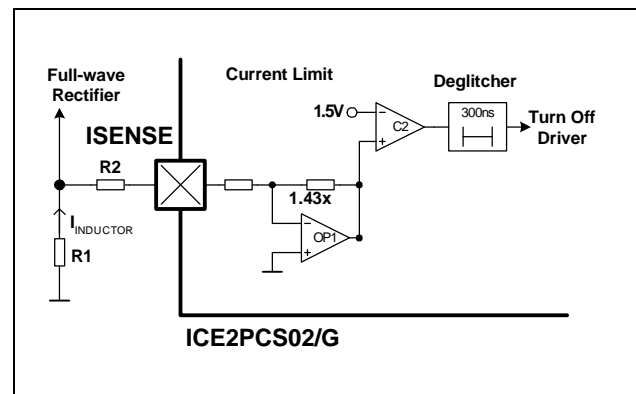 Full-wave
Rectifier
Current Limit
Deglitcher
1.5V
C2
300ns
Turn Off
Driver
ISENSE
R2
1.43x
IINDUCTOR
OP1
R1
ICE2PCS02/G